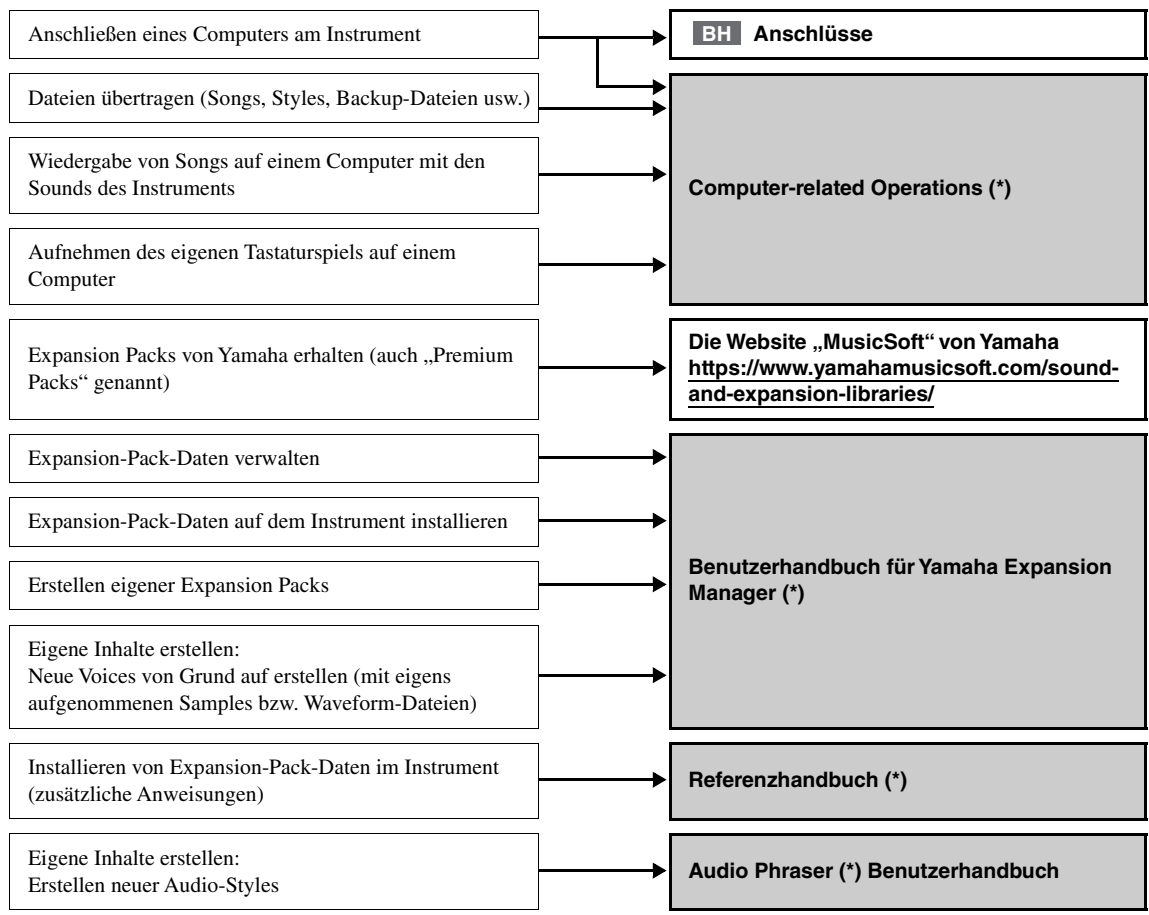 Anschließen eines Computers am Instrument
BH Anschlüsse
Dateien übertragen (Songs, Styles, Backup-Dateien usw.)
Wiedergabe von Songs auf einem Computer mit den
Sounds des Instruments
Computer-related Operations (*)
Aufnehmen des eigenen Tastaturspiels auf einem
Computer
Expansion Packs von Yamaha erhalten (auch „Premium
Packs“ genannt)
Die Website „MusicSoft“ von Yamaha
https://www.yamahamusicsoft.com/sound-
and-expansion-libraries/
Expansion-Pack-Daten verwalten
Expansion-Pack-Daten auf dem Instrument installieren
Erstellen eigener Expansion Packs
Eigene Inhalte erstellen:
Neue Voices von Grund auf erstellen (mit eigens
aufgenommenen Samples bzw. Waveform-Dateien)
Benutzerhandbuch für Yamaha Expansion
Manager (*)
Installieren von Expansion-Pack-Daten im Instrument
(zusätzliche Anweisungen)
Referenzhandbuch (*)
Eigene Inhalte erstellen:
Erstellen neuer Audio-Styles
Audio Phraser (*) Benutzerhandbuch